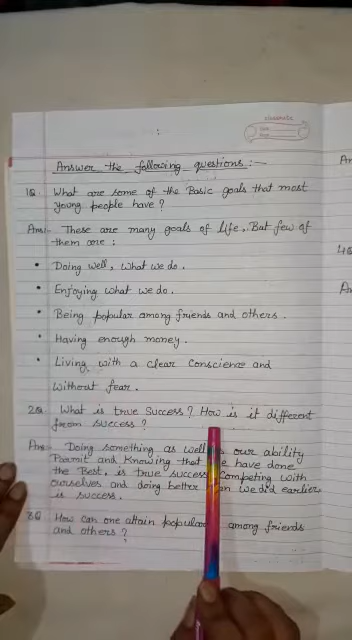 Answer the following questions :-
1Q. What are some of the Basic goals that most
young people have ?
Ans:- These are many goals of life. But few of
them are :
• Doing well, what we do.
• Enjoying what we do.
• Being popular among friends and others.
• Having enough money.
• Living with a clear conscience and
without fear.
2Q. What is true Success? How is it different
from success ?
Ans:- Doing something as well as our ability
Permit and knowing that have done
the Best. is true success. Competing with
ourselves and doing better we did earlier
is success.
3Q How can one attain among friends
and others ?